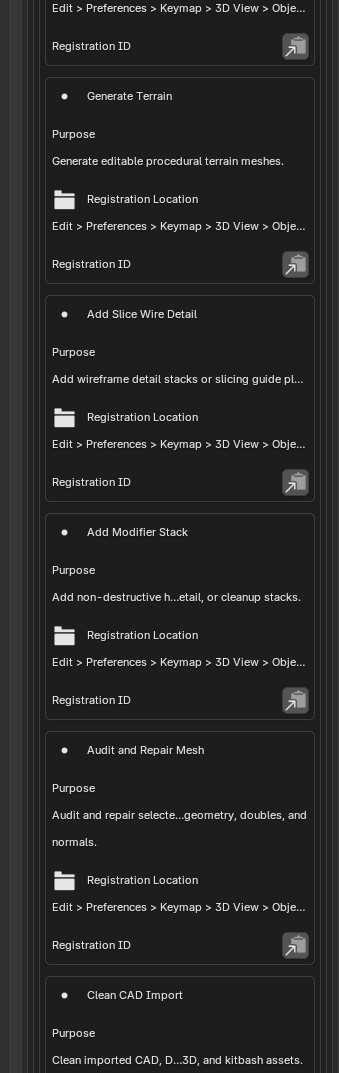 Edit > Preferences > Keymap > 3D View > Obje...
Registration ID
Generate Terrain
Purpose
Generate editable procedural terrain meshes.
Registration Location
Edit > Preferences > Keymap > 3D View > Obje...
Registration ID
Add Slice Wire Detail
Purpose
Add wireframe detail stacks or slicing guide pl...
Registration Location
Edit > Preferences > Keymap > 3D View > Obje...
Registration ID
Add Modifier Stack
Purpose
Add non-destructive h...etail, or cleanup stacks.
Registration Location
Edit > Preferences > Keymap > 3D View > Obje...
Registration ID
Audit and Repair Mesh
Purpose
Audit and repair selecte...geometry, doubles, and
normals.
Registration Location
Edit > Preferences > Keymap > 3D View > Obje...
Registration ID
Clean CAD Import
Purpose
Clean imported CAD, D...3D, and kitbash assets.